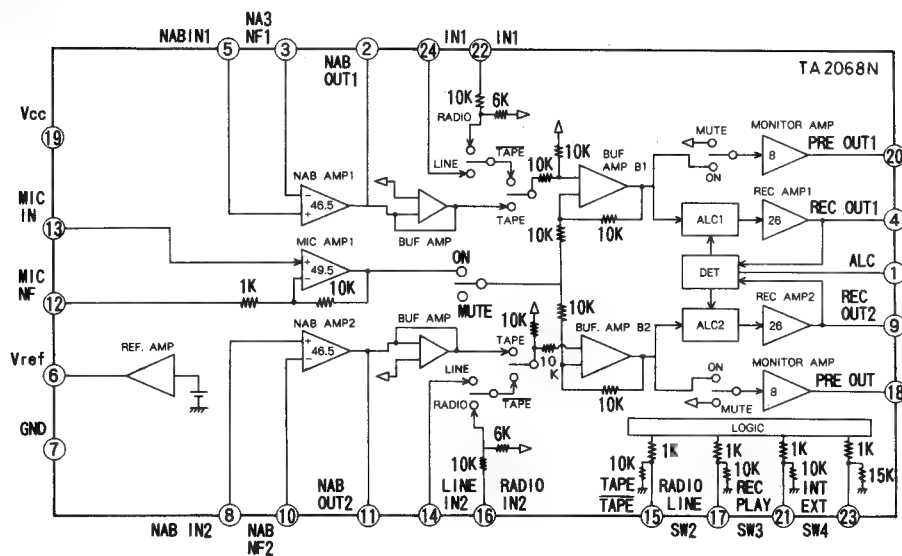 NA3
NABIN1 NF1 IN1 IN1
5 3 2 24 22
NAB
OUT1
TA2068N
10K
6K
RADIO
Vcc
19
TAPE
10K
10K
MUTE
MONITOR AMP
PRE OUT1
8
20
ON
LINE
BUF
AMP B1
NAB AMP1
46.5
TAPE
REC AMP1
REC OUT1
ALC1
26
4
MIC
IN
13
BUF AMP
10K
10K
MIC AMP1
49.5
ON
DET
ALC
1
MIC
NF
12
1K
10K
MUTE
10K
10K
REC AMP2
REC
OUT2
ALC2
26
9
NAB AMP2
46.5
BUF AMP
TAPE
BUF. AMP B2
10
K
Vref
6
REF. AMP
LINE
TAPE
10K
ON
MONITOR AMP
PRE OUT
8
18
MUTE
RADIO
LOGIC
GND
7
6K
10K
1K
1K
1K
1K
NAB
OUT2
LINE
IN2
RADIO
IN2
10K
TAPE
TAPE
RADIO
LINE
10K
REC
PLAY
10K
INT
EXT
15K
8 10 11 14 16 15 17 21 23
NAB IN2 NAB
NF2
SW2 SW3 SW4